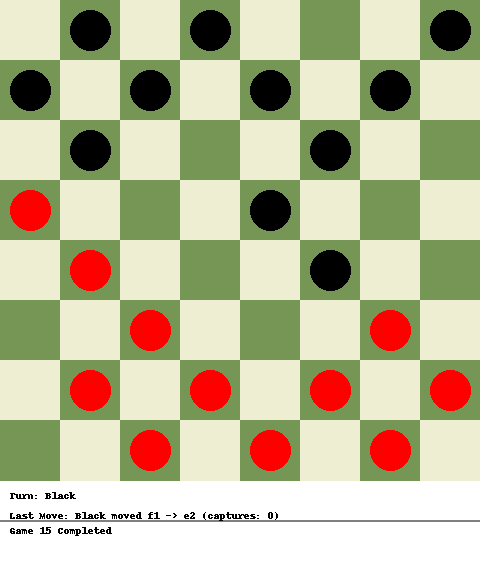 Turn: Black
Last Move: Black moved f1 -> e2 (captures: 0)
Game 15 Completed